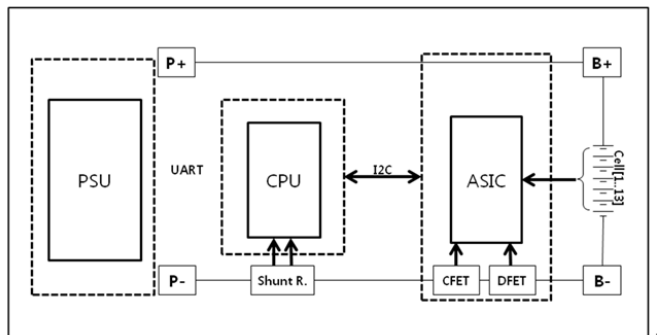 P+
B+
PSU
UART
CPU
I2C
ASIC
Cell[1...13]
P-
Shunt R.
CFET
DFET
B-